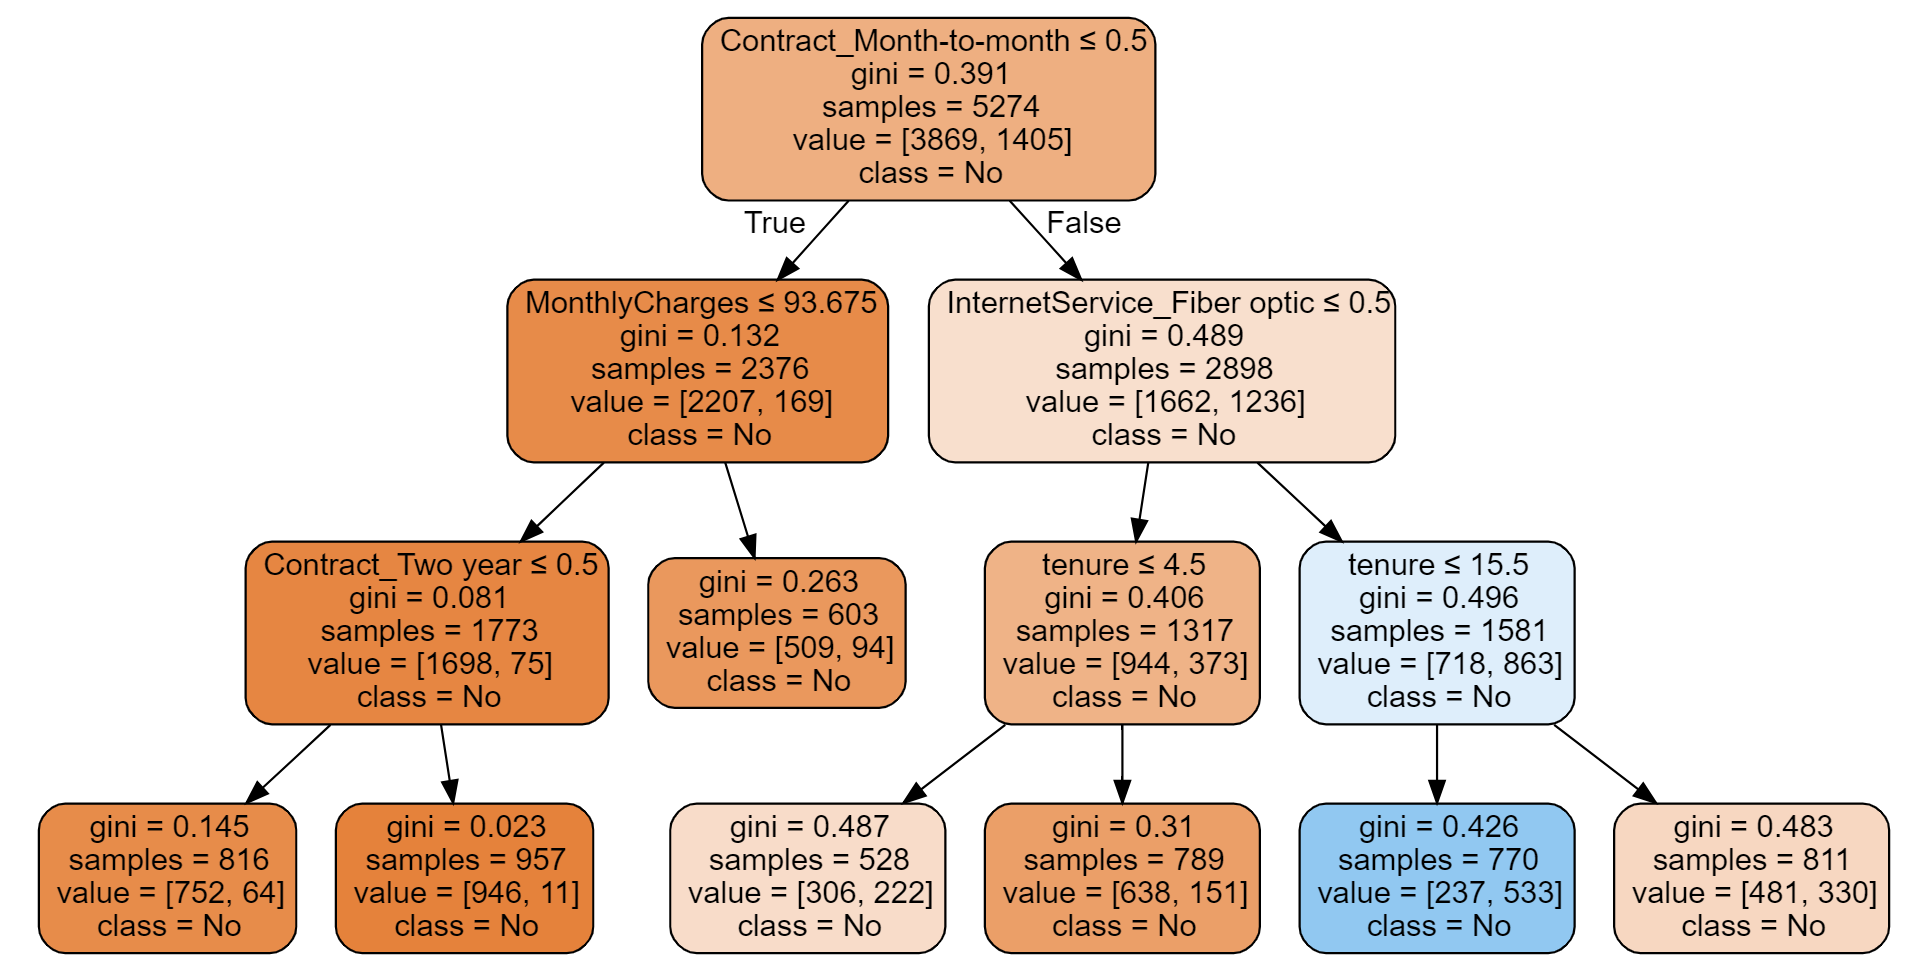 Contract_Month-to-month ≤ 0.5
gini = 0.391
samples = 5274
value = [3869, 1405]
class = No
True
False
MonthlyCharges ≤ 93.675
gini = 0.132
samples = 2376
value = [2207, 169]
class = No
InternetService_Fiber optic ≤ 0.5
gini = 0.489
samples = 2898
value = [1662, 1236]
class = No
Contract_Two year ≤ 0.5
gini = 0.081
samples = 1773
value = [1698, 75]
class = No
gini = 0.263
samples = 603
value = [509, 94]
class = No
tenure ≤ 4.5
gini = 0.406
samples = 1317
value = [944, 373]
class = No
tenure ≤ 15.5
gini = 0.496
samples = 1581
value = [718, 863]
class = No
gini = 0.145
samples = 816
value = [752, 64]
class = No
gini = 0.023
samples = 957
value = [946, 11]
class = No
gini = 0.487
samples = 528
value = [306, 222]
class = No
gini = 0.31
samples = 789
value = [638, 151]
class = No
gini = 0.426
samples = 770
value = [237, 533]
class = No
gini = 0.483
samples = 811
value = [481, 330]
class = No